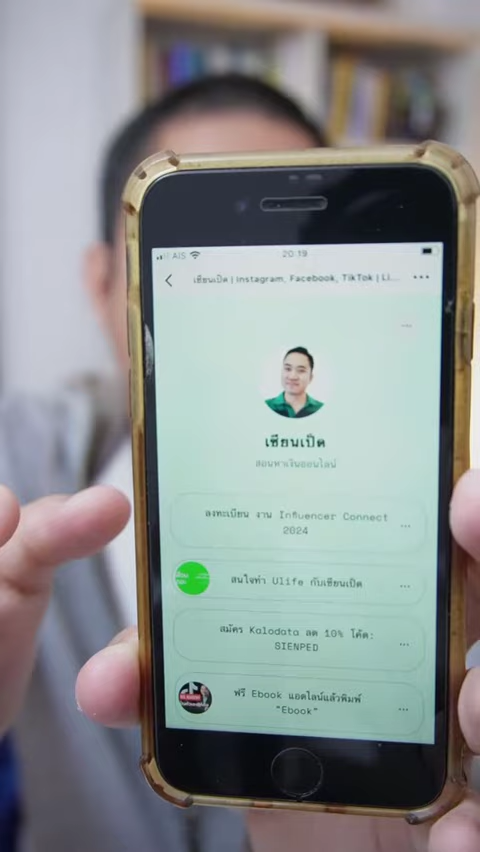 AIS
20:19
เซียนเป็ด | Instagram, Facebook, TikTok | Li...
เซียนเป็ด
สอนหาเงินออนไลน์
ลงทะเบียน งาน Influencer Connect
2024
สนใจทำ Ulife กับเซียนเป็ด
สมัคร Kalodata ลด 10% โค้ด:
SIENPED
ฟรี Ebook แอดไลน์แล้วพิมพ์
"Ebook"